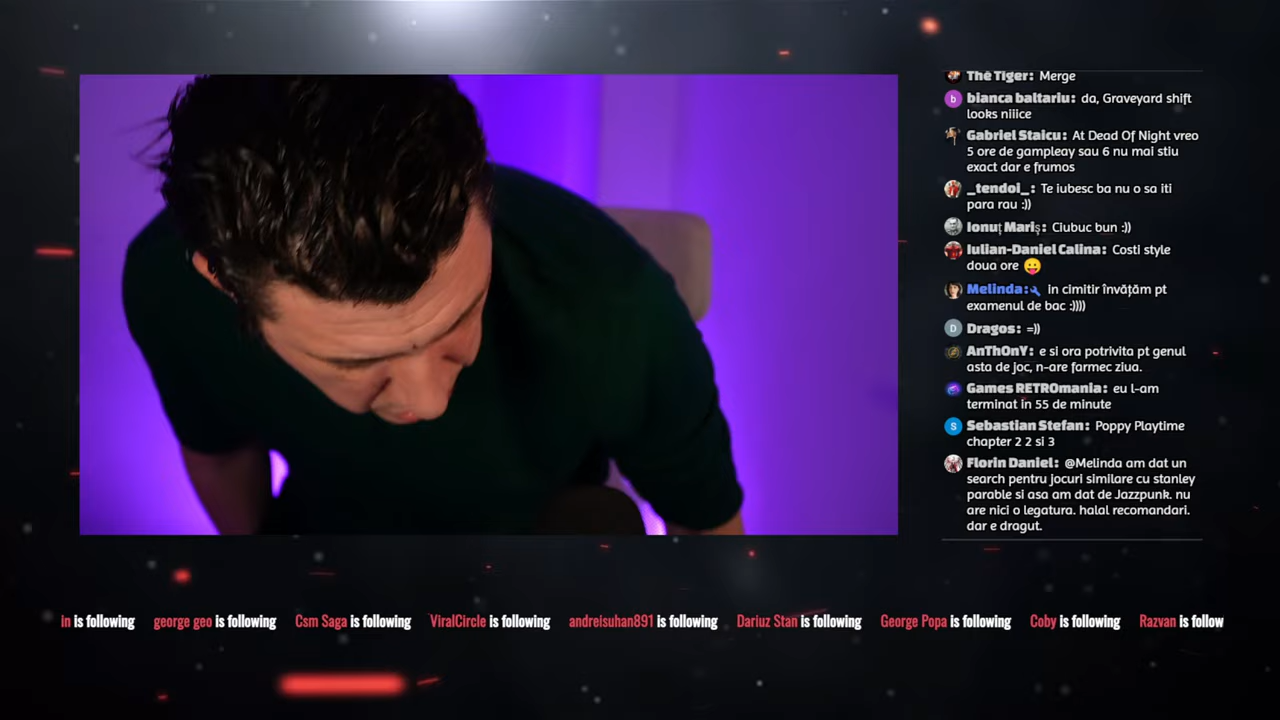 The Tiger: Merge
b bianca baltariu: da, Graveyard shift
looks niiice
Gabriel Staicu: At Dead Of Night vreo
5 ore de gampleay sau 6 nu mai stiu
exact dar e frumos
_tendoi_: Te iubesc ba nu o sa iti
para rau :))
Ionuț Mariș: Ciubuc bun :))
Iulian-Daniel Calina: Costi style
doua ore 😛
Melinda: in cimitir învățăm pt
examenul de bac :))))
D Dragos: =))
AnThOnY: e si ora potrivita pt genul
asta de joc, n-are farmec ziua.
Games RETROmania: eu l-am
terminat in 55 de minute
S Sebastian Stefan: Poppy Playtime
chapter 2 2 si 3
Florin Daniel: @Melinda am dat un
search pentru jocuri similare cu stanley
parable si asa am dat de Jazzpunk. nu
are nici o legatura. halal recomandari.
dar e dragut.
in is following george geo is following Csm Saga is following ViralCircle is following andreisuhan891 is following Dariuz Stan is following George Popa is following Coby is following Razvan is follow